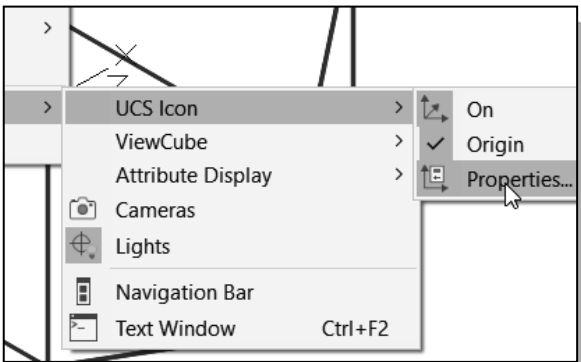 UCS Icon
ViewCube
Attribute Display
Cameras
Lights
Navigation Bar
Text Window Ctrl+F2
On
Origin
Properties...